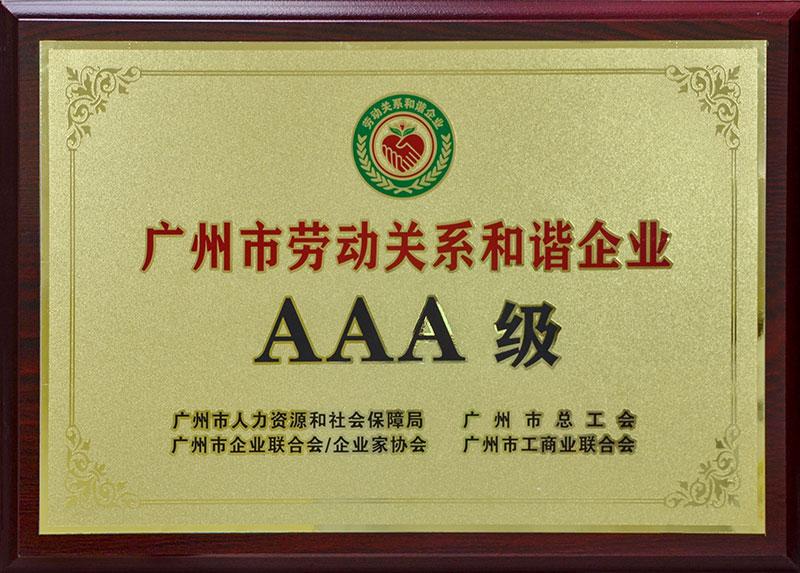 劳动关系和谐企业
广州市劳动关系和谐企业
AAA 级
广州市人力资源和社会保障局 广州市总工会
广州市企业联合会/企业家协会 广州市工商业联合会